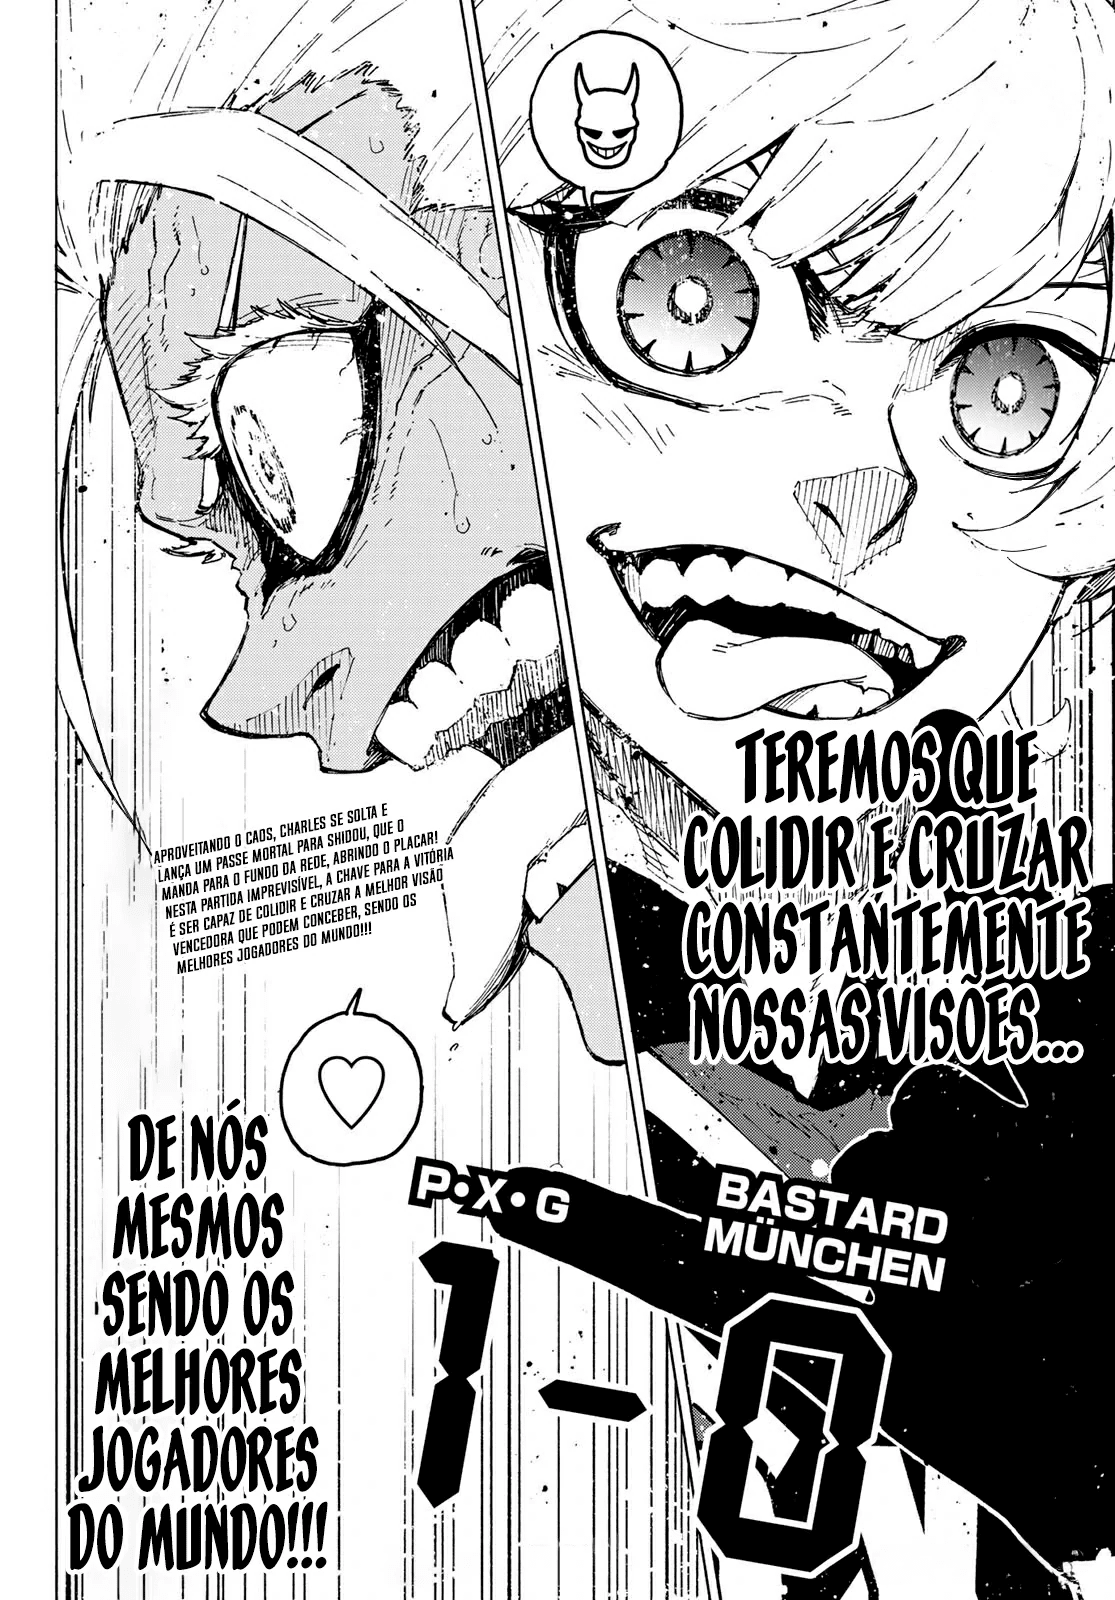 TEREMOS QUE
COLIDIR E CRUZAR
CONSTANTEMENTE
NOSSAS VISÕES...
APROVEITANDO O CAOS, CHARLES SE SOLTA E
LANÇA UM PASSE MORTAL PARA SHIDOU, QUE O
MANDA PARA O FUNDO DA REDE, ABRINDO O PLACAR!
NESTA PARTIDA IMPREVISÍVEL, A CHAVE PARA A VITÓRIA
É SER CAPAZ DE COLIDIR E CRUZAR A MELHOR VISÃO
VENCEDORA QUE PODEM CONCEBER, SENDO OS
MELHORES JOGADORES DO MUNDO!!!
DE NÓS
MESMOS
SENDO OS
MELHORES
JOGADORES
DO MUNDO!!!
P•X•G
BASTARD
MÜNCHEN
1-0